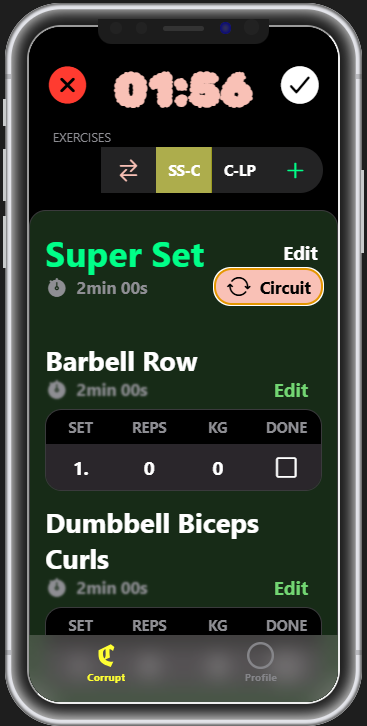 01:56
EXERCISES
SS-C C-LP +
Super Set Edit
2min 00s Circuit
Barbell Row
2min 00s Edit
SET REPS KG DONE
1. 0 0
Dumbbell Biceps
Curls
2min 00s Edit
SET REPS KG DONE
C
Corrupt Profile